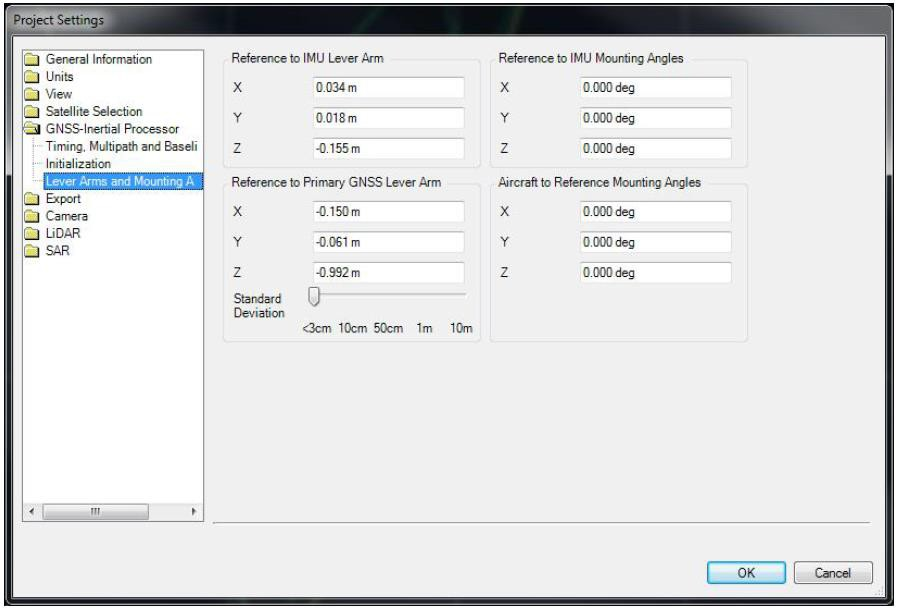 Project Settings
General Information
Units
View
Satellite Selection
GNSS-Inertial Processor
Timing, Multipath and Baseli
Initialization
Lever Arms and Mounting A
Export
Camera
LiDAR
SAR
Reference to IMU Lever Arm
X 0.034 m
Y 0.018 m
Z -0.155 m
Reference to IMU Mounting Angles
X 0.000 deg
Y 0.000 deg
Z 0.000 deg
Reference to Primary GNSS Lever Arm
X -0.150 m
Y -0.061 m
Z -0.992 m
Standard
Deviation
<3cm 10cm 50cm 1m 10m
Aircraft to Reference Mounting Angles
X 0.000 deg
Y 0.000 deg
Z 0.000 deg
OK Cancel